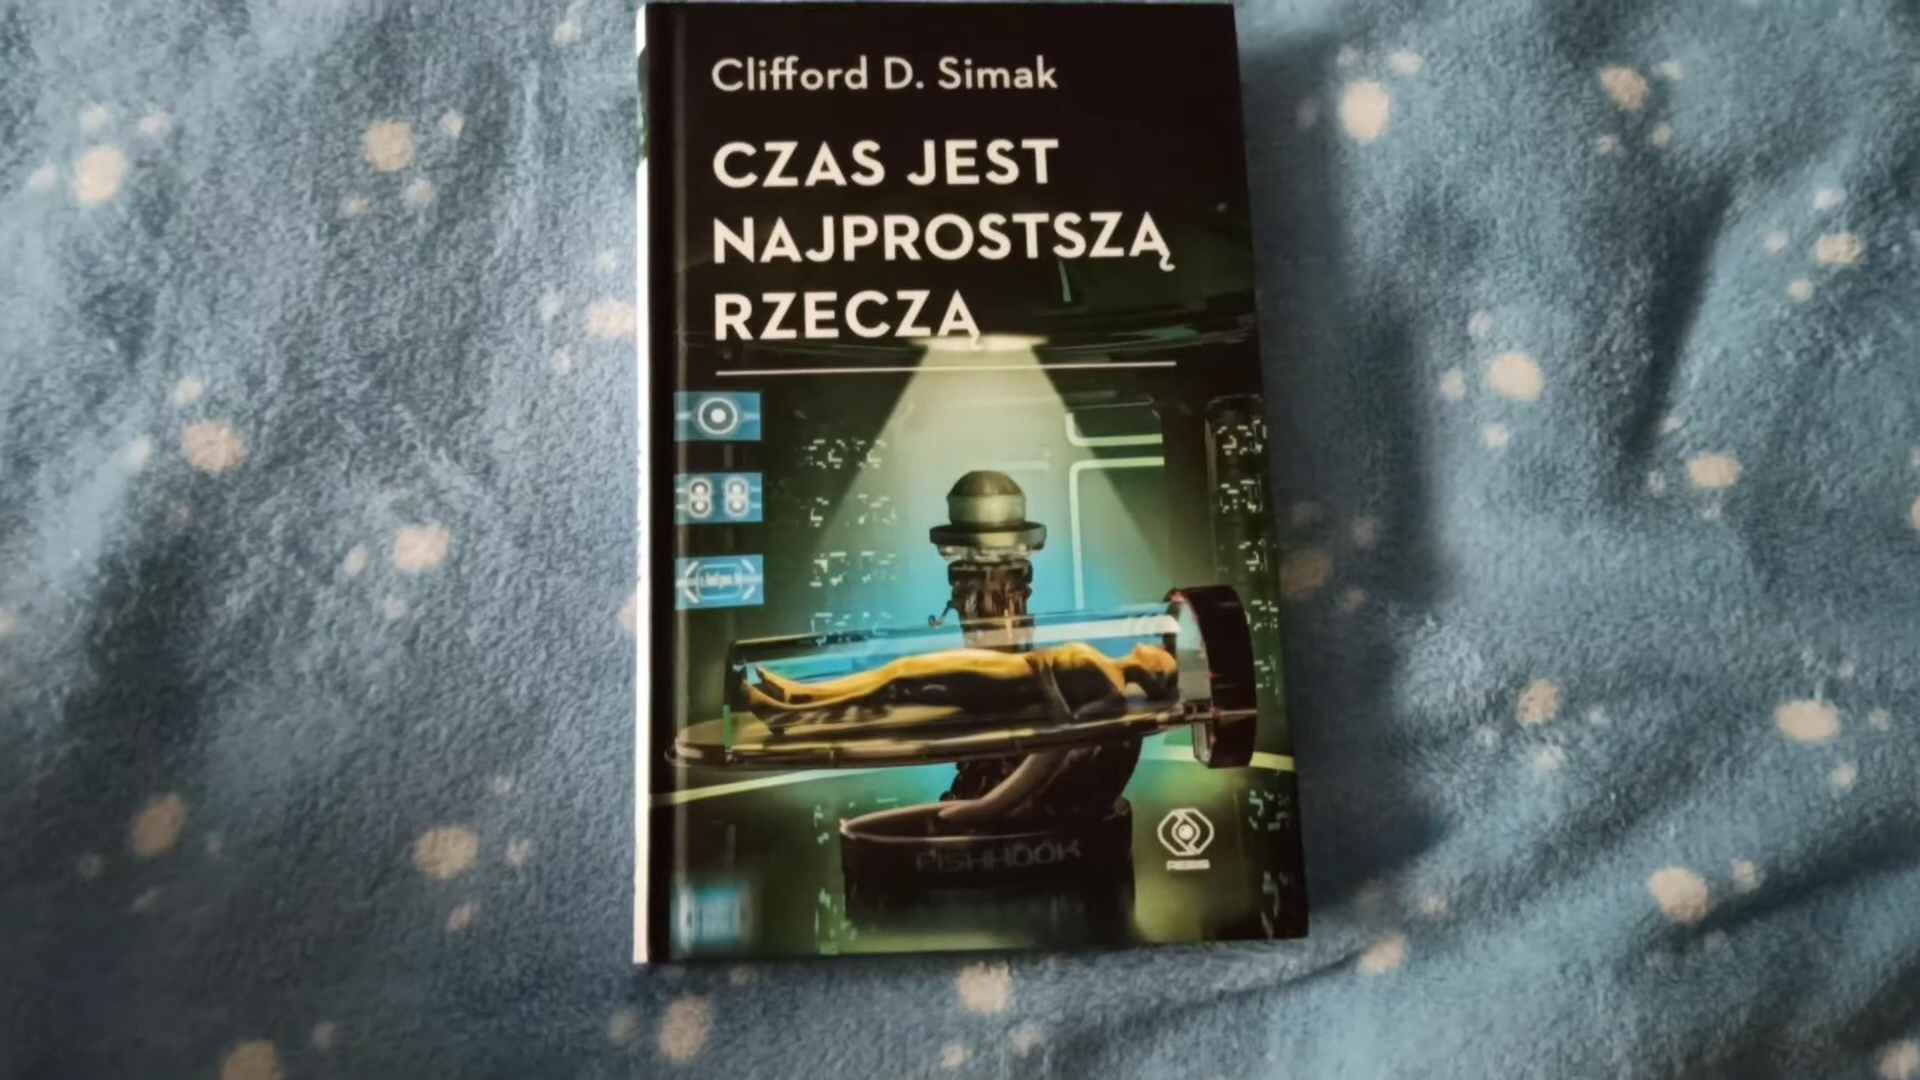 Clifford D. Simak
CZAS JEST
NAJPROSTSZĄ
RZECZĄ
FISHHOOK
REBIS